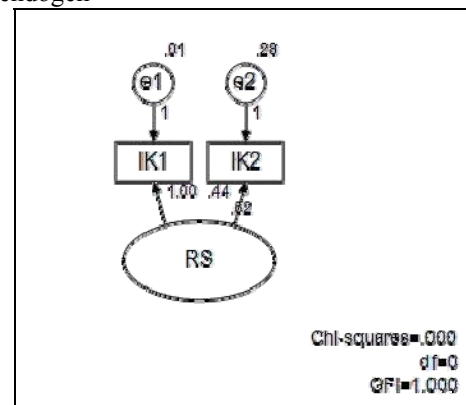 endogen
.01 .28
e1 e2
1 1
IK1 IK2
1.00 .44
.62
RS
Chi-squares=.000
df=0
GFI=1.000